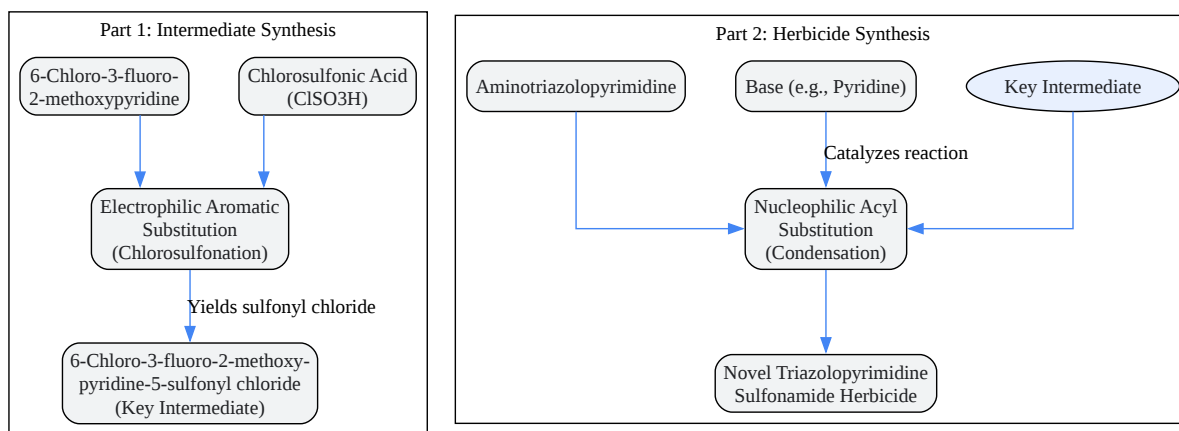 Part 1: Intermediate Synthesis
6-Chloro-3-fluoro-
2-methoxypyridine
Chlorosulfonic Acid
(ClSO3H)
Electrophilic Aromatic
Substitution
(Chlorosulfonation)
Yields sulfonyl chloride
6-Chloro-3-fluoro-2-methoxy-
pyridine-5-sulfonyl chloride
(Key Intermediate)
Part 2: Herbicide Synthesis
Aminotriazolopyrimidine
Base (e.g., Pyridine)
Key Intermediate
Catalyzes reaction
Nucleophilic Acyl
Substitution
(Condensation)
Novel Triazolopyrimidine
Sulfonamide Herbicide